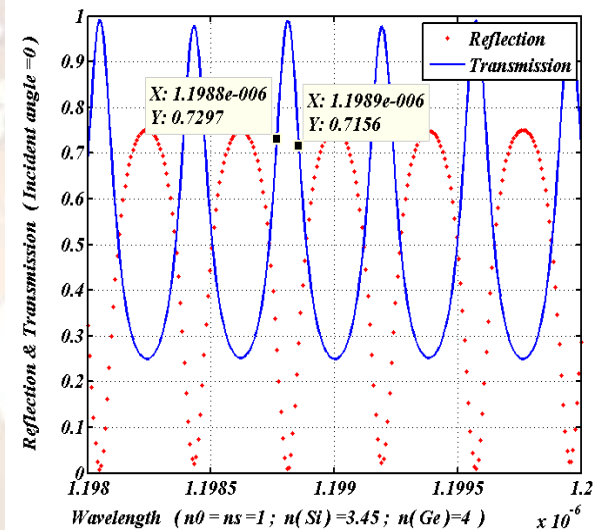 1
0.9
0.8
0.7
0.6
0.5
0.4
0.3
0.2
0.1
0
Reflection & Transmission ( Incident angle =0)
Reflection
Transmission
X: 1.1988e-006
Y: 0.7297
X: 1.1989e-006
Y: 0.7156
1.198
1.1985
1.199
1.1995
1.2
x 10^-6
Wavelength ( n0 = ns =1 ; n( Si ) =3.45 ; n( Ge )=4 )